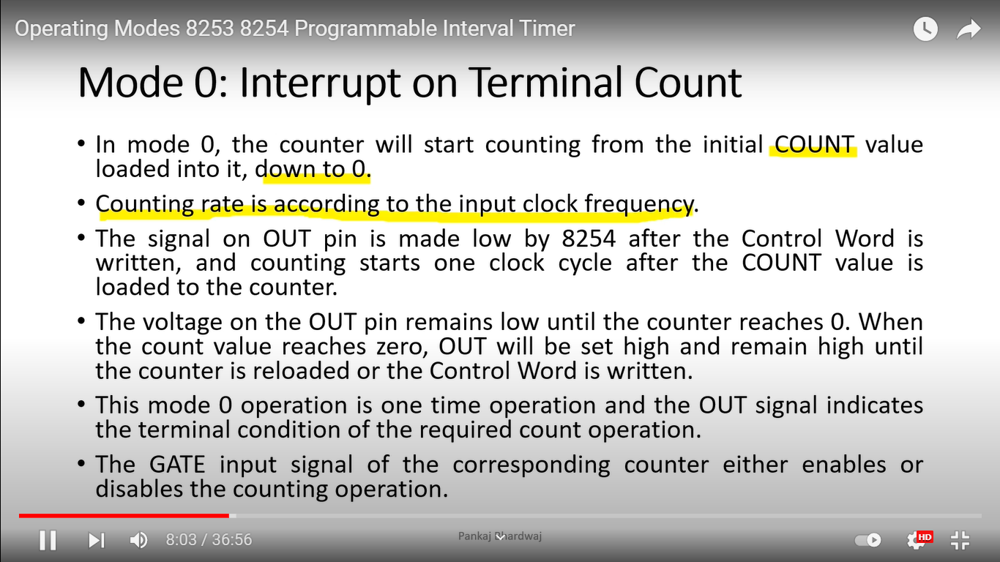 Operating Modes 8253 8254 Programmable Interval Timer
Mode 0: Interrupt on Terminal Count
• In mode 0, the counter will start counting from the initial COUNT value
loaded into it, down to 0.
• Counting rate is according to the input clock frequency.
• The signal on OUT pin is made low by 8254 after the Control Word is
written, and counting starts one clock cycle after the COUNT value is
loaded to the counter.
• The voltage on the OUT pin remains low until the counter reaches 0. When
the count value reaches zero, OUT will be set high and remain high until
the counter is reloaded or the Control Word is written.
• This mode 0 operation is one time operation and the OUT signal indicates
the terminal condition of the required count operation.
• The GATE input signal of the corresponding counter either enables or
disables the counting operation.
8:03 / 36:56
Pankaj Bhardwaj
HD